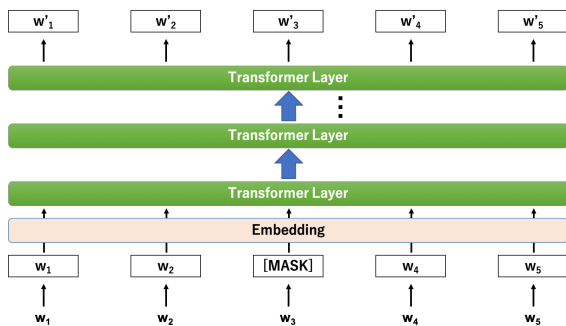 w'₁ w'₂ w'₃ w'₄ w'₅
Transformer Layer
Transformer Layer
Transformer Layer
Embedding
w₁ w₂ [MASK] w₄ w₅
w₁ w₂ w₃ w₄ w₅